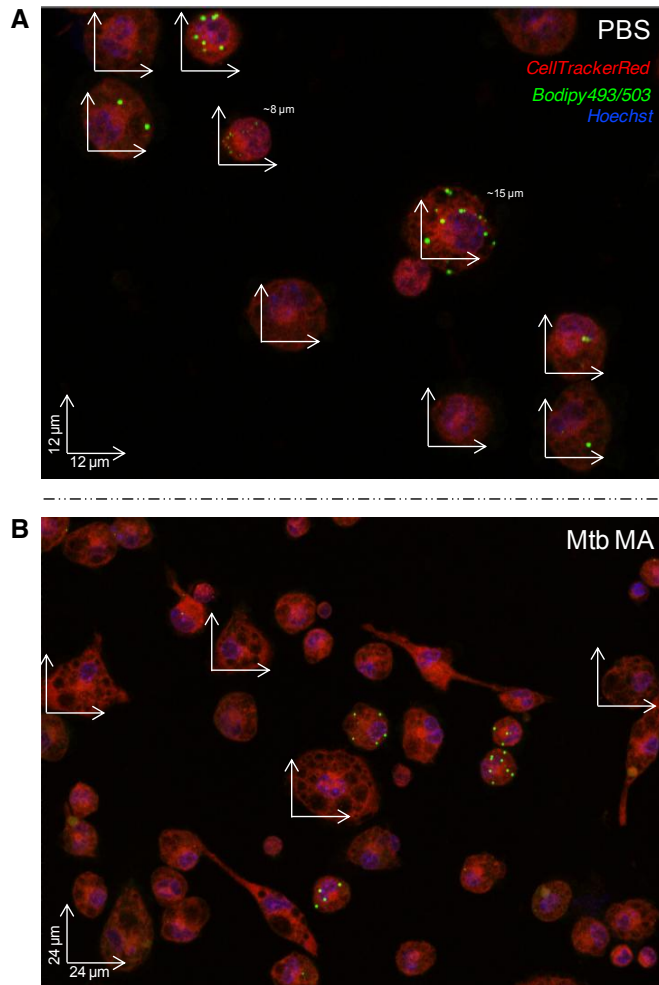 A
PBS
CellTrackerRed
Bodipy493/503
Hoechst
~8 µm
~15 µm
12 µm
12 µm
B
Mtb MA
24 µm
24 µm